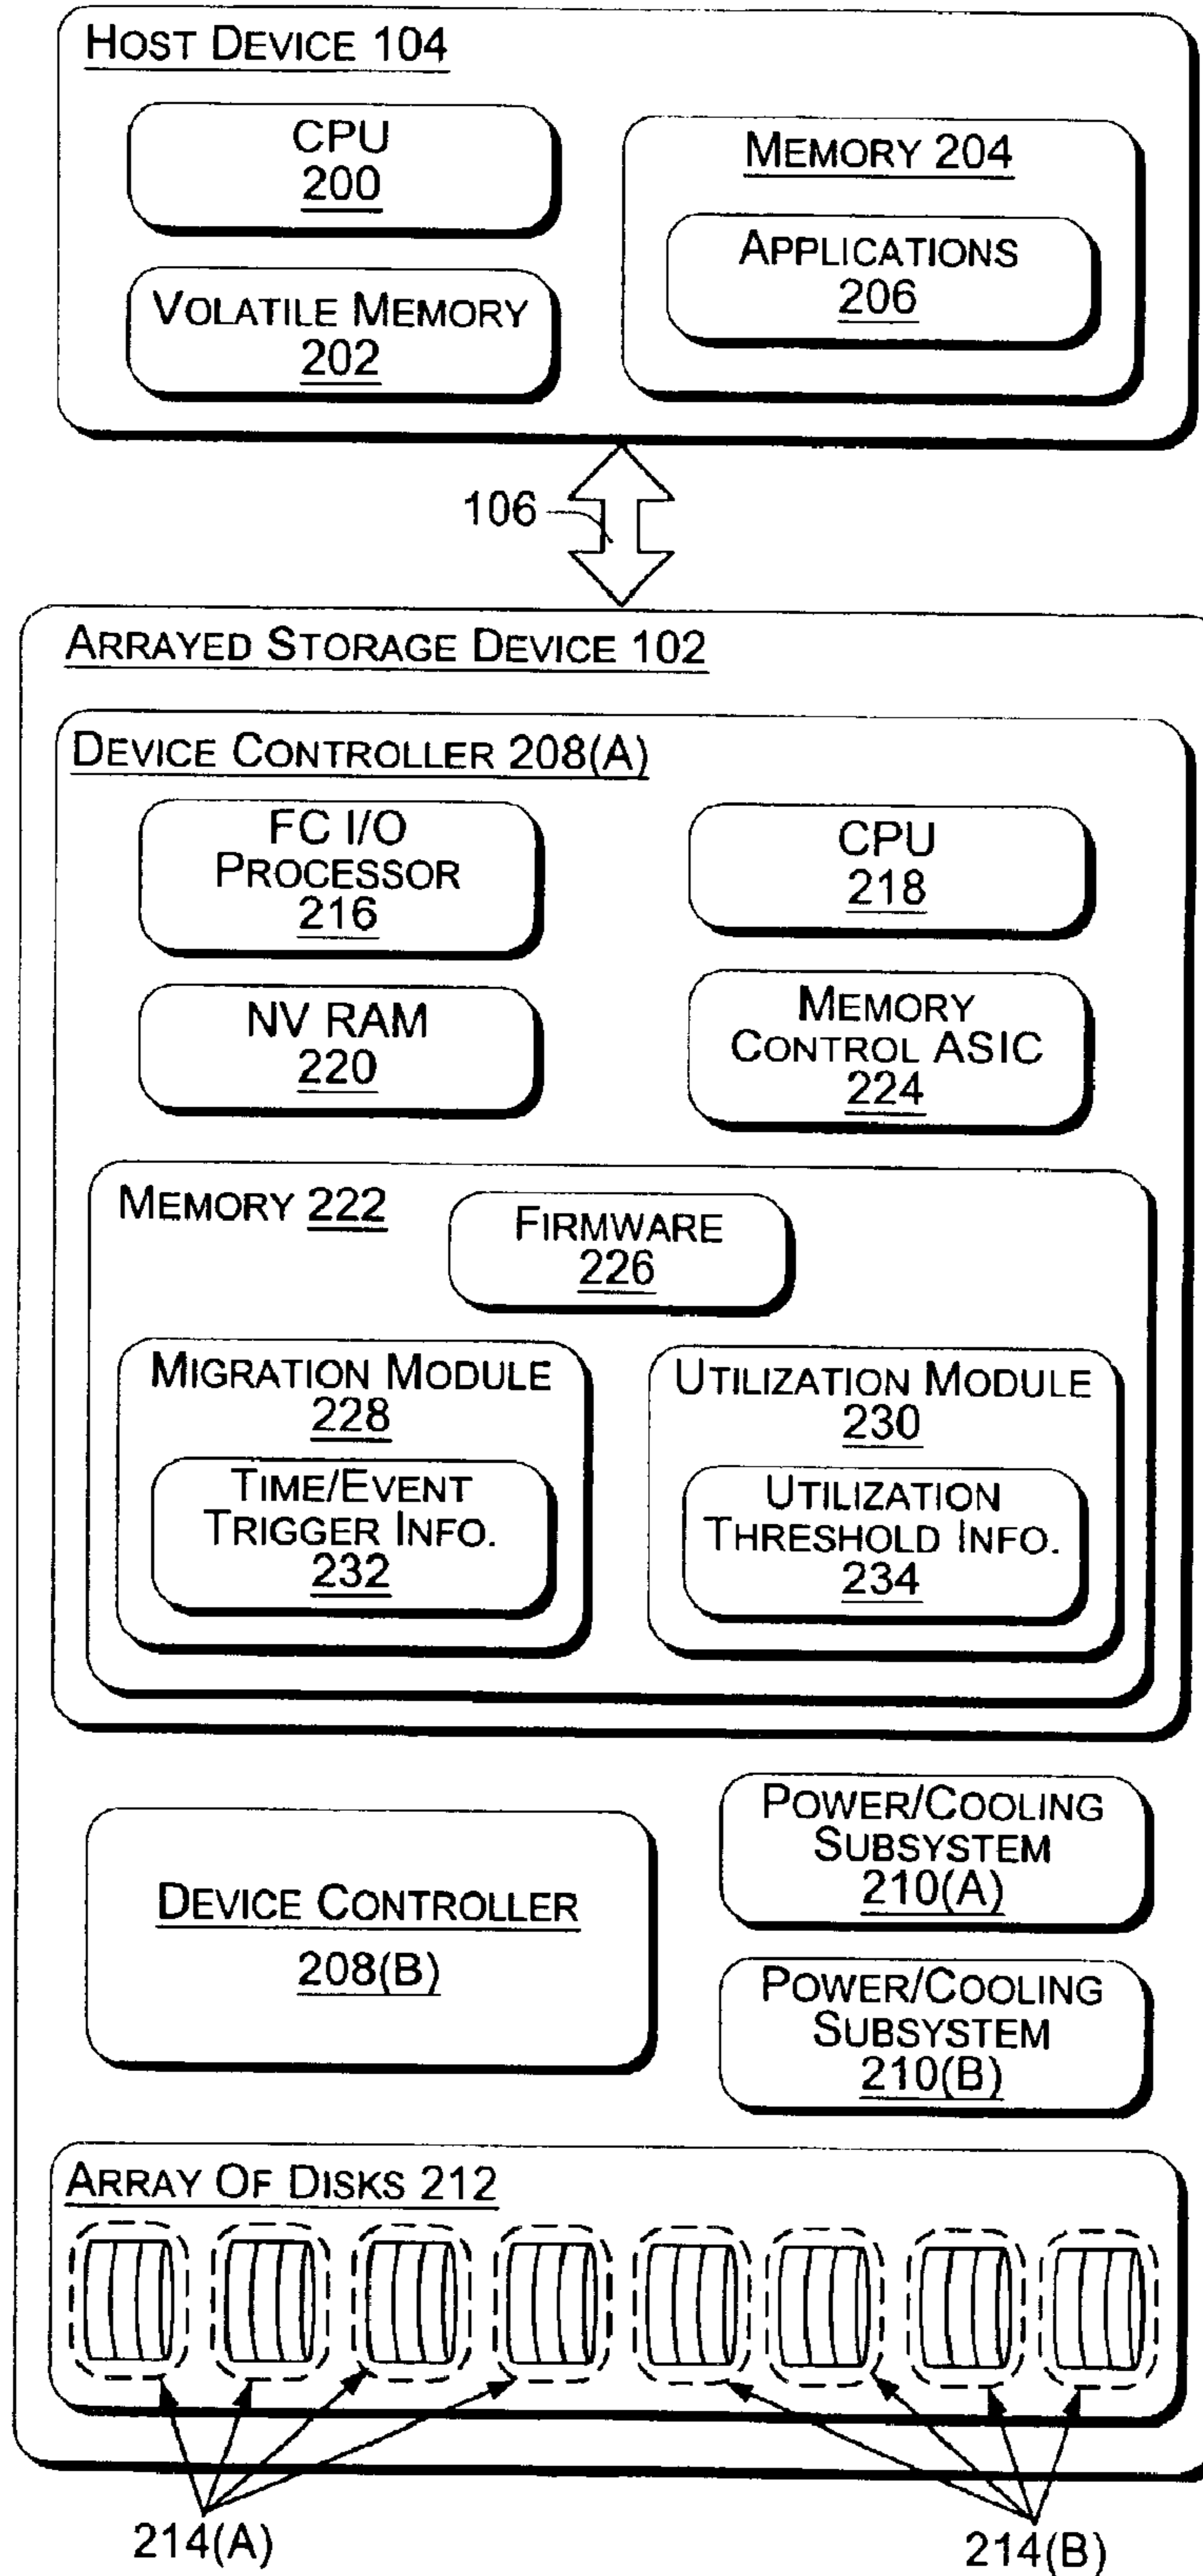 HOST DEVICE 104
CPU
200
VOLATILE MEMORY
202
MEMORY 204
APPLICATIONS
206
106
ARRAYED STORAGE DEVICE 102
DEVICE CONTROLLER 208(A)
FC I/O
PROCESSOR
216
CPU
218
NV RAM
220
MEMORY
CONTROL ASIC
224
MEMORY 222
FIRMWARE
226
MIGRATION MODULE
228
TIME/EVENT
TRIGGER INFO.
232
UTILIZATION MODULE
230
UTILIZATION
THRESHOLD INFO.
234
DEVICE CONTROLLER
208(B)
POWER/COOLING
SUBSYSTEM
210(A)
POWER/COOLING
SUBSYSTEM
210(B)
ARRAY OF DISKS 212
214(A)
214(B)